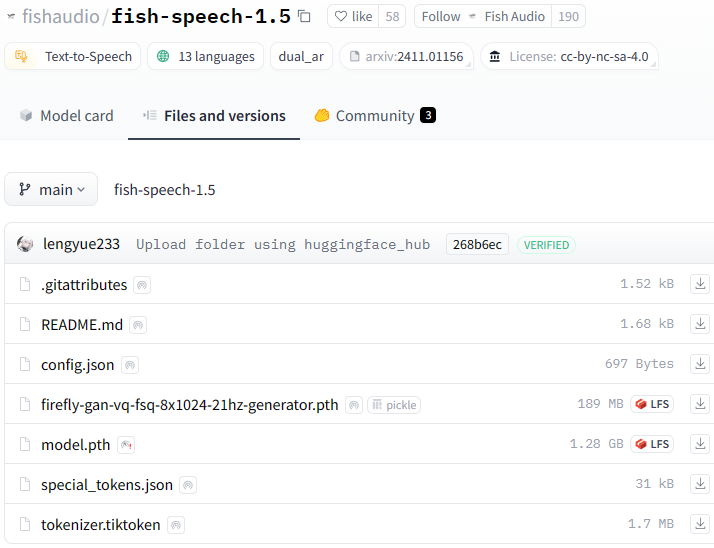 fishaudio/fish-speech-1.5 like 58 Follow Fish Audio 190
Text-to-Speech 13 languages dual_ar arxiv:2411.01156 License: cc-by-nc-sa-4.0
Model card Files and versions Community 3
main fish-speech-1.5
lengyue233 Upload folder using huggingface_hub 268b6ec VERIFIED
.gitattributes 1.52 kB
README.md 1.68 kB
config.json 697 Bytes
firefly-gan-vq-fsq-8x1024-21hz-generator.pth pickle 189 MB LFS
model.pth 1.28 GB LFS
special_tokens.json 31 kB
tokenizer.tiktoken 1.7 MB